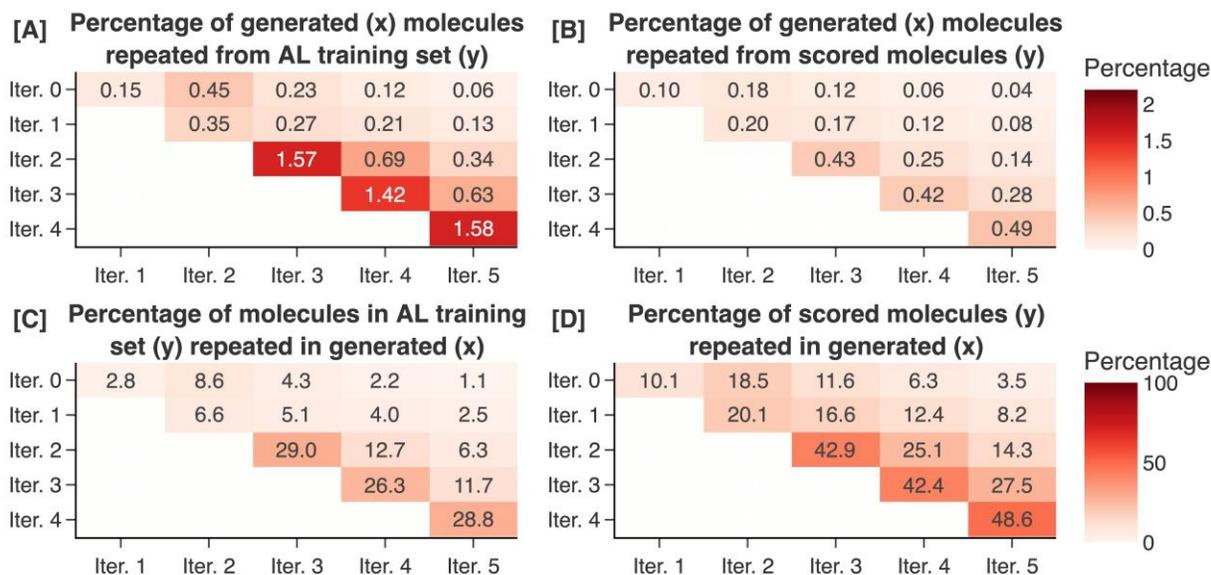 [A] Percentage of generated (x) molecules
repeated from AL training set (y)
Iter. 0 0.15 0.45 0.23 0.12 0.06
Iter. 1 0.35 0.27 0.21 0.13
Iter. 2 1.57 0.69 0.34
Iter. 3 1.42 0.63
Iter. 4 1.58
Iter. 1 Iter. 2 Iter. 3 Iter. 4 Iter. 5
[B] Percentage of generated (x) molecules
repeated from scored molecules (y)
Iter. 0 0.10 0.18 0.12 0.06 0.04
Iter. 1 0.20 0.17 0.12 0.08
Iter. 2 0.43 0.25 0.14
Iter. 3 0.42 0.28
Iter. 4 0.49
Iter. 1 Iter. 2 Iter. 3 Iter. 4 Iter. 5
Percentage
2
1.5
1
0.5
0
[C] Percentage of molecules in AL training
set (y) repeated in generated (x)
Iter. 0 2.8 8.6 4.3 2.2 1.1
Iter. 1 6.6 5.1 4.0 2.5
Iter. 2 29.0 12.7 6.3
Iter. 3 26.3 11.7
Iter. 4 28.8
Iter. 1 Iter. 2 Iter. 3 Iter. 4 Iter. 5
[D] Percentage of scored molecules (y)
repeated in generated (x)
Iter. 0 10.1 18.5 11.6 6.3 3.5
Iter. 1 20.1 16.6 12.4 8.2
Iter. 2 42.9 25.1 14.3
Iter. 3 42.4 27.5
Iter. 4 48.6
Iter. 1 Iter. 2 Iter. 3 Iter. 4 Iter. 5
Percentage
100
50
0